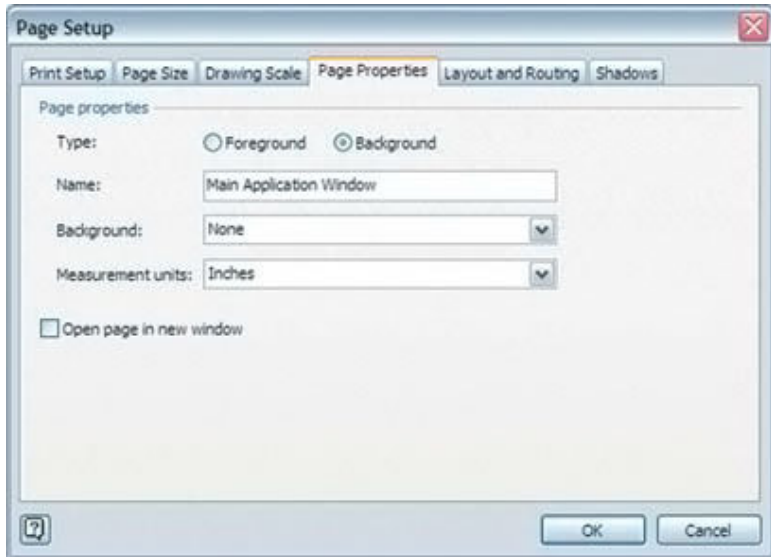 Page Setup
Print Setup Page Size Drawing Scale Page Properties Layout and Routing Shadows
Page properties
Type: Foreground Background
Name: Main Application Window
Background: None
Measurement units: Inches
Open page in new window
? OK Cancel